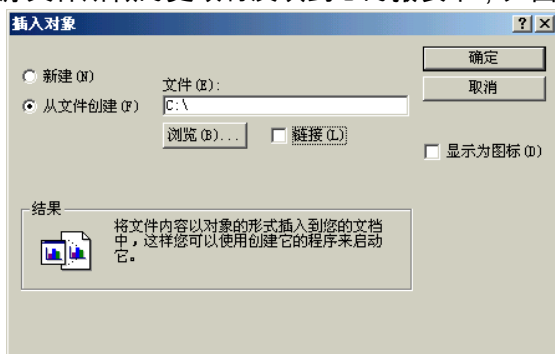 插入对象
确定
取消
新建(N)
从文件创建(F)
文件(E):
C:\
浏览(B)...
链接(L)
显示为图标(D)
结果
将文件内容以对象的形式插入到您的文档
中，这样您可以使用创建它的程序来启动
它。